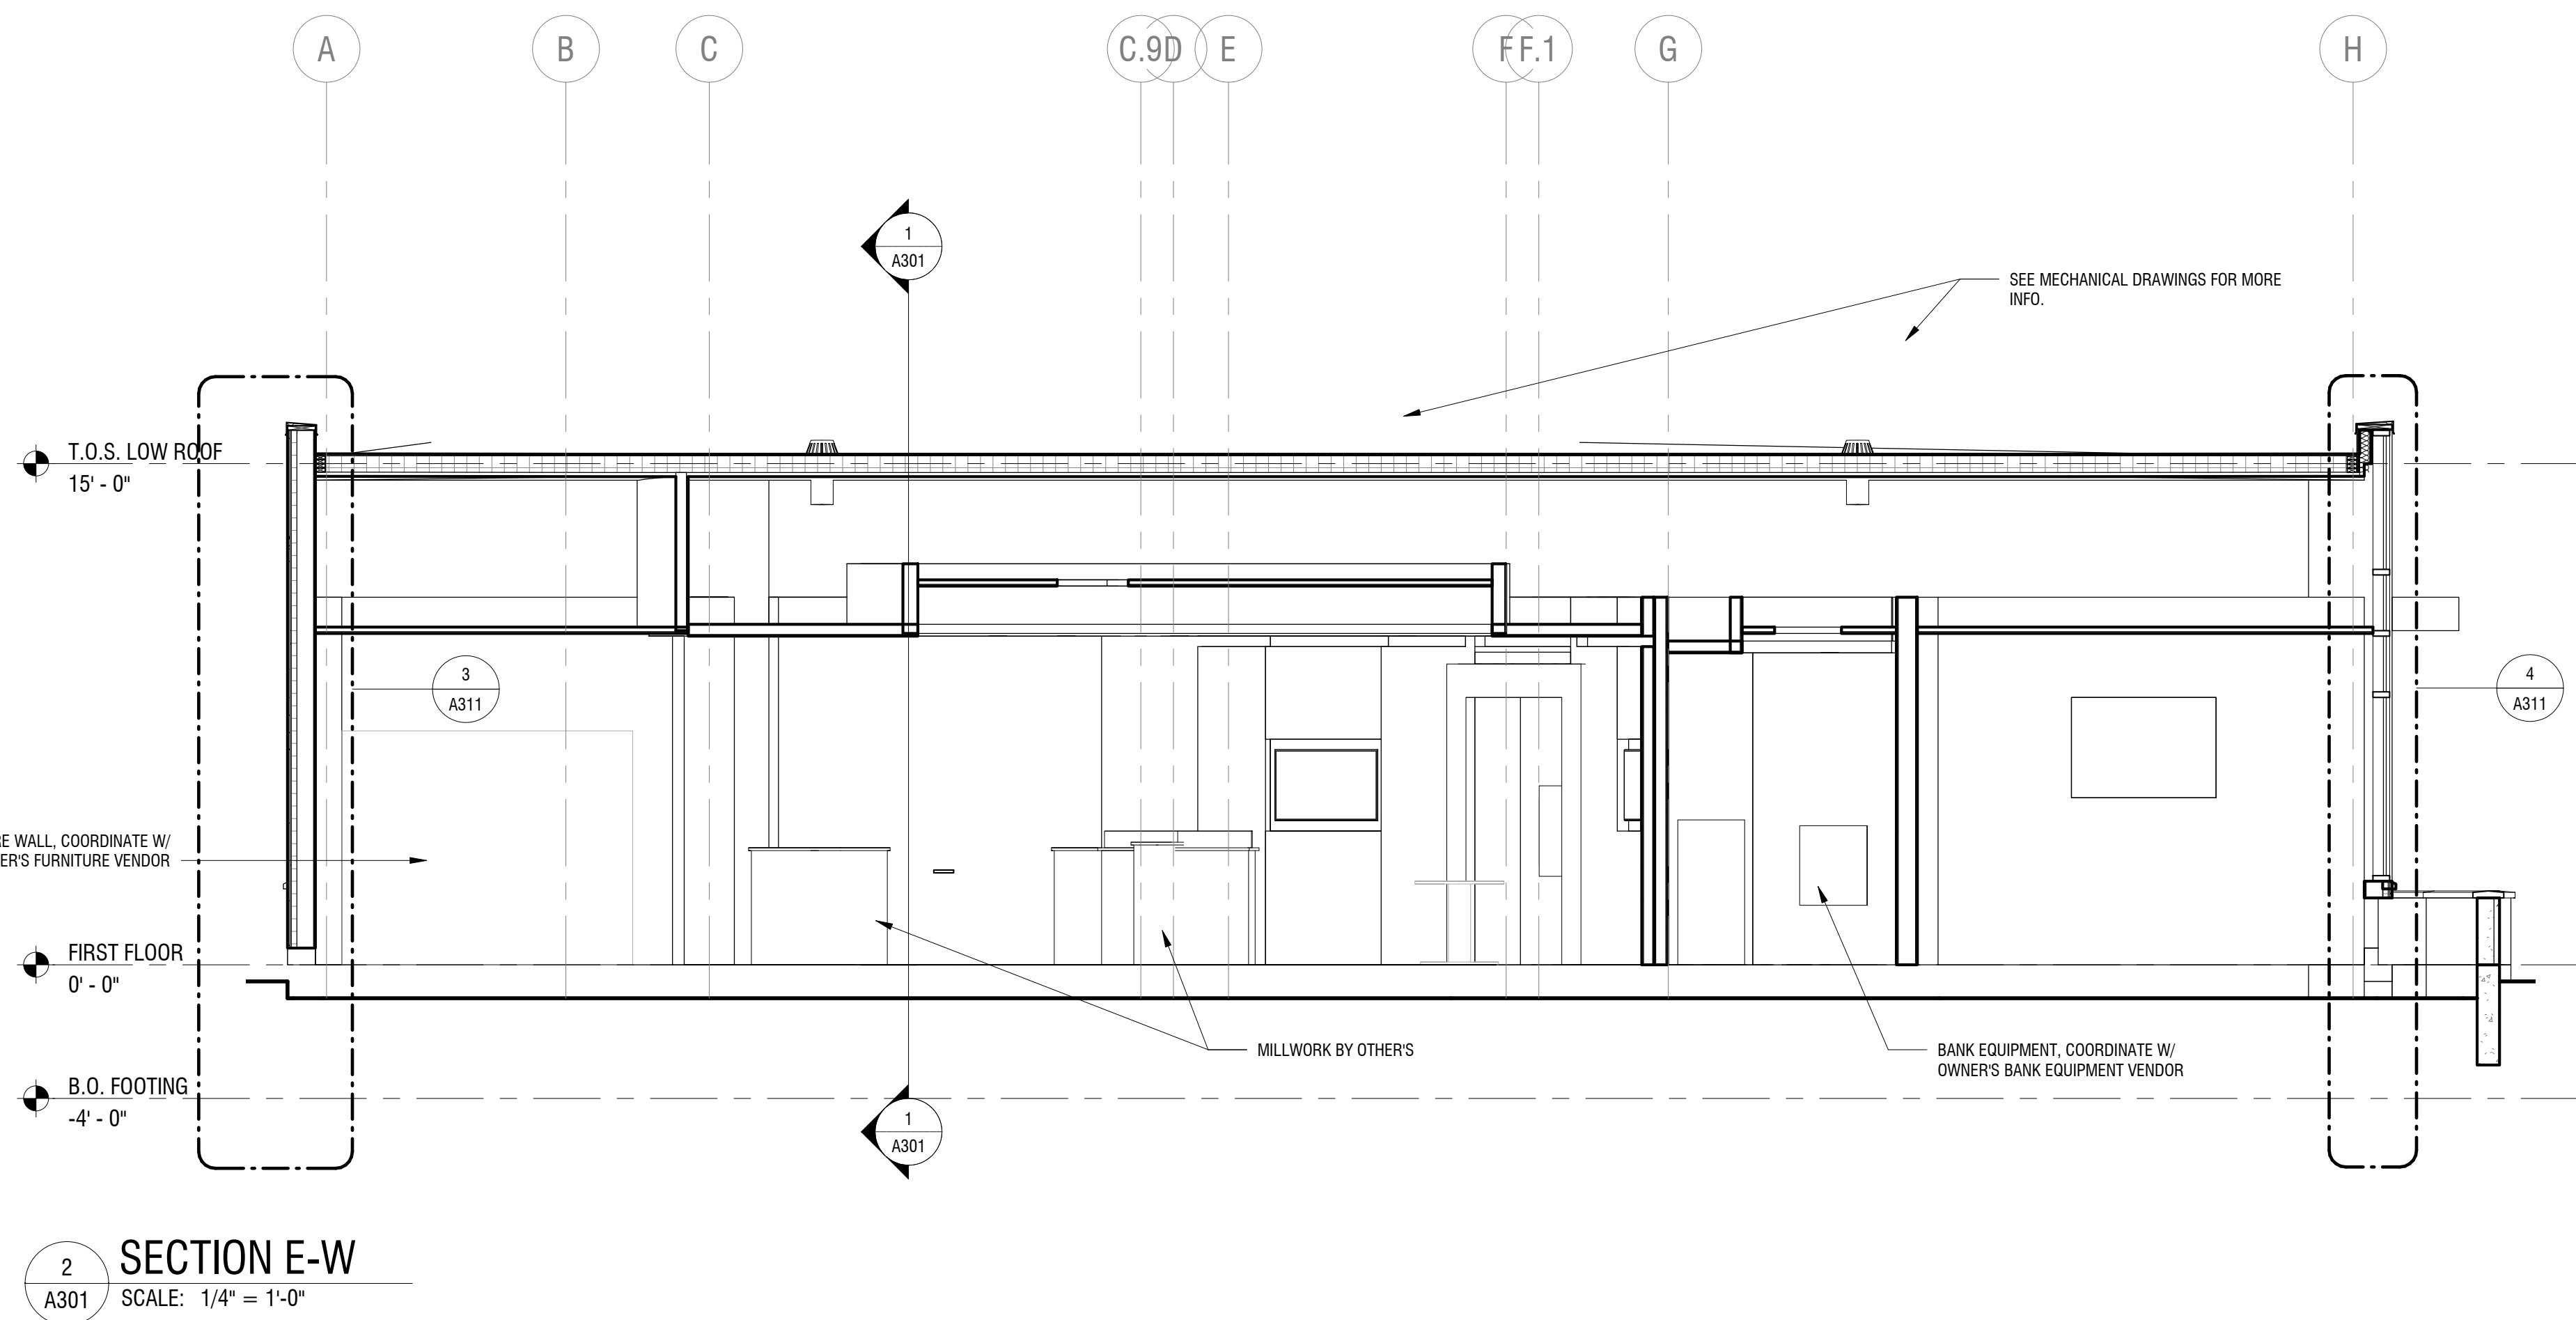 A
B
C
C.9
D
E
F
F.1
G
H
1
A301
SEE MECHANICAL DRAWINGS FOR MORE
INFO.
T.O.S. LOW ROOF
15' - 0"
3
A311
4
A311
WALL, COORDINATE W/
FURNITURE VENDOR
FIRST FLOOR
0' - 0"
MILLWORK BY OTHER'S
BANK EQUIPMENT, COORDINATE W/
OWNER'S BANK EQUIPMENT VENDOR
B.O. FOOTING
-4' - 0"
1
A301
2
A301
SECTION E-W
SCALE: 1/4" = 1'-0"